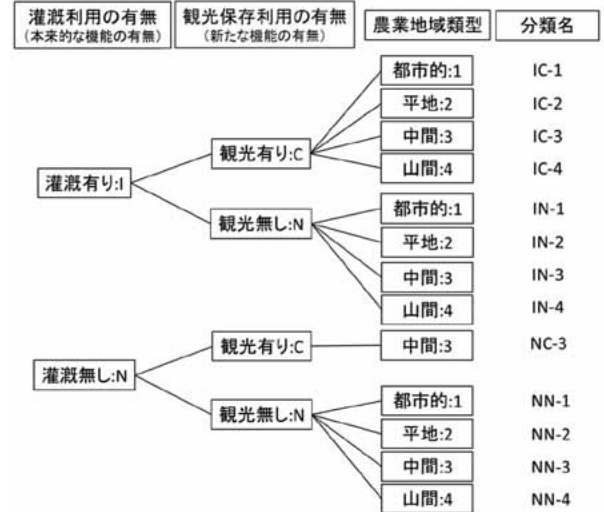 灌漑利用の有無 観光保存利用の有無 農業地域類型 分類名
(本来的な機能の有無) (新たな機能の有無)
都市的:1 IC-1
平地:2 IC-2
観光有り:C 中間:3 IC-3
山間:4 IC-4
灌漑有り:I
都市的:1 IN-1
観光無し:N 平地:2 IN-2
中間:3 IN-3
山間:4 IN-4
観光有り:C 中間:3 NC-3
灌漑無し:N
都市的:1 NN-1
観光無し:N
平地:2 NN-2
中間:3 NN-3
山間:4 NN-4